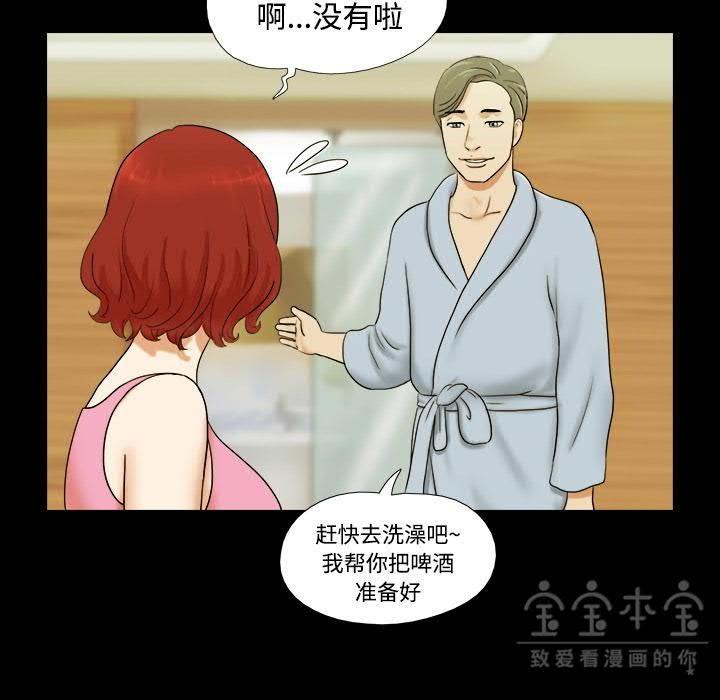 啊...没有啦
赶快去洗澡吧~
我帮你把啤酒
准备好
宝宝本宝
致爱看漫画的你